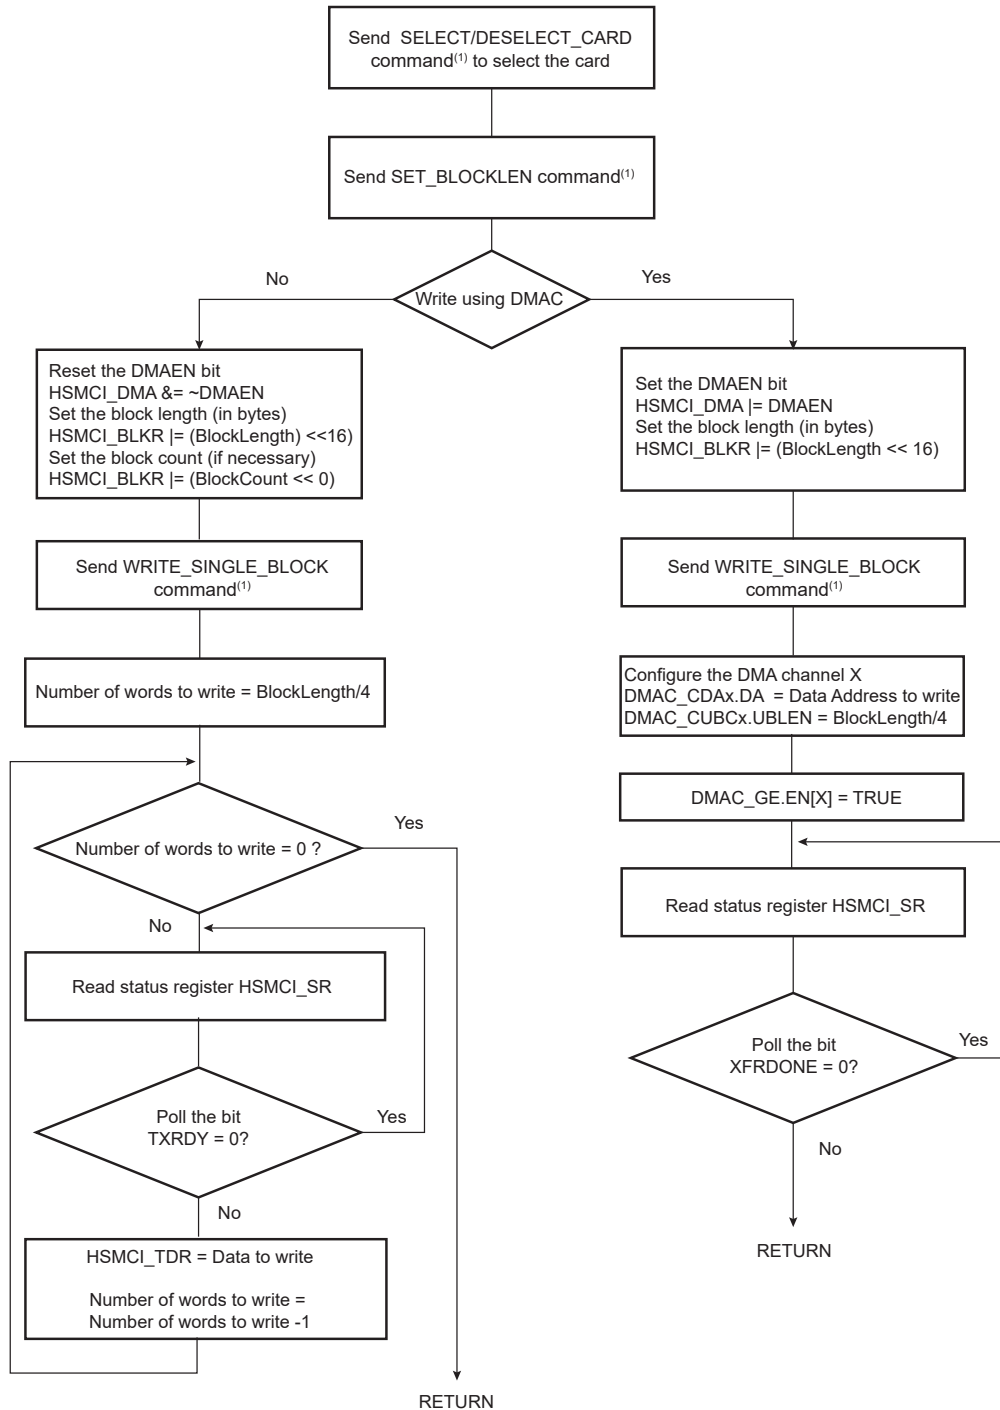 Send SELECT/DESELECT_CARD
command(1) to select the card
Send SET_BLOCKLEN command(1)
No
Yes
Write using DMAC
Reset the DMAEN bit
HSMCI_DMA &= ~DMAEN
Set the block length (in bytes)
HSMCI_BLKR |= (BlockLength) <<16)
Set the block count (if necessary)
HSMCI_BLKR |= (BlockCount << 0)
Send WRITE_SINGLE_BLOCK
command(1)
Number of words to write = BlockLength/4
Number of words to write = 0 ?
Yes
No
Read status register HSMCI_SR
Poll the bit
TXRDY = 0?
Yes
No
HSMCI_TDR = Data to write
Number of words to write =
Number of words to write -1
RETURN
Set the DMAEN bit
HSMCI_DMA |= DMAEN
Set the block length (in bytes)
HSMCI_BLKR |= (BlockLength << 16)
Send WRITE_SINGLE_BLOCK
command(1)
Configure the DMA channel X
DMAC_CDAx.DA = Data Address to write
DMAC_CUBCx.UBLEN = BlockLength/4
DMAC_GE.EN[X] = TRUE
Read status register HSMCI_SR
Poll the bit
XFRDONE = 0?
Yes
No
RETURN